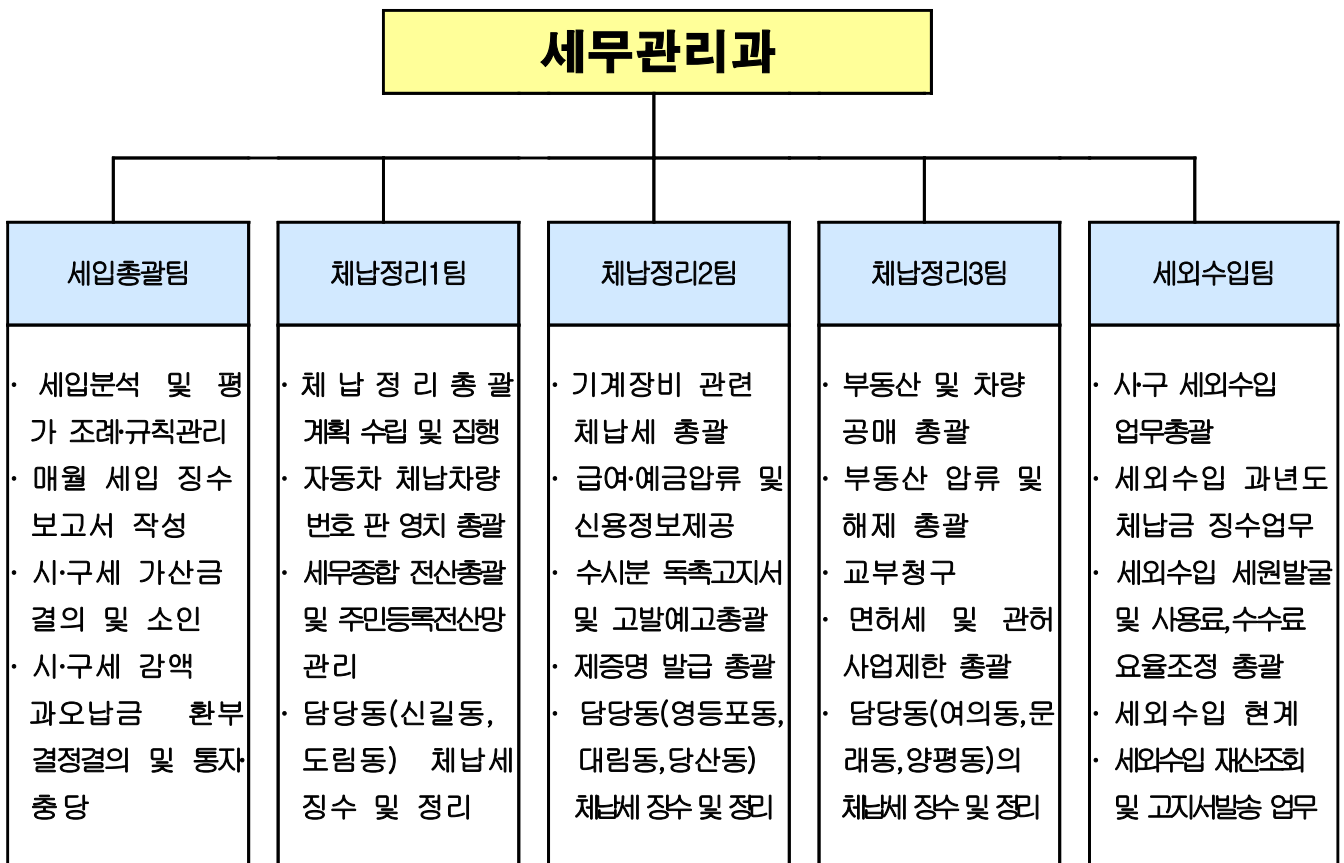 세무관리과
세입총괄팀
· 세입분석 및 평
가 조례·규칙관리
· 매월 세입 징수
보고서 작성
· 시·구세 가산금
결의 및 소인
· 시·구세 감액
과오납금 환부
결정결의 및 통지·
충당
체납정리1팀
· 체납정리총괄
계획 수립 및 집행
· 자동차 체납차량
번호 판 영치 총괄
· 세무종합 전산총괄
및 주민등록전산망
관리
· 담당동(신길동,
도림동) 체납세
징수 및 정리
체납정리2팀
· 기계장비 관련
체납세 총괄
· 급여·예금압류 및
신용정보제공
· 수시분 독촉고지서
및 고발예고총괄
· 제증명 발급 총괄
· 담당동(영등포동,
대림동,당산동)
체납세 징수 및 정리
체납정리3팀
· 부동산 및 차량
공매 총괄
· 부동산 압류 및
해제 총괄
· 교부청구
· 면허세 및 관허
사업제한 총괄
· 담당동(여의동,문
래동,양평동)의
체납세 징수 및 정리
세외수입팀
· 시·구 세외수입
업무총괄
· 세외수입 과년도
체납금 징수업무
· 세외수입 세원발굴
및 사용료,수수료
요율조정 총괄
· 세외수입 현계
· 세외수입 재산조회
및 고지서발송 업무